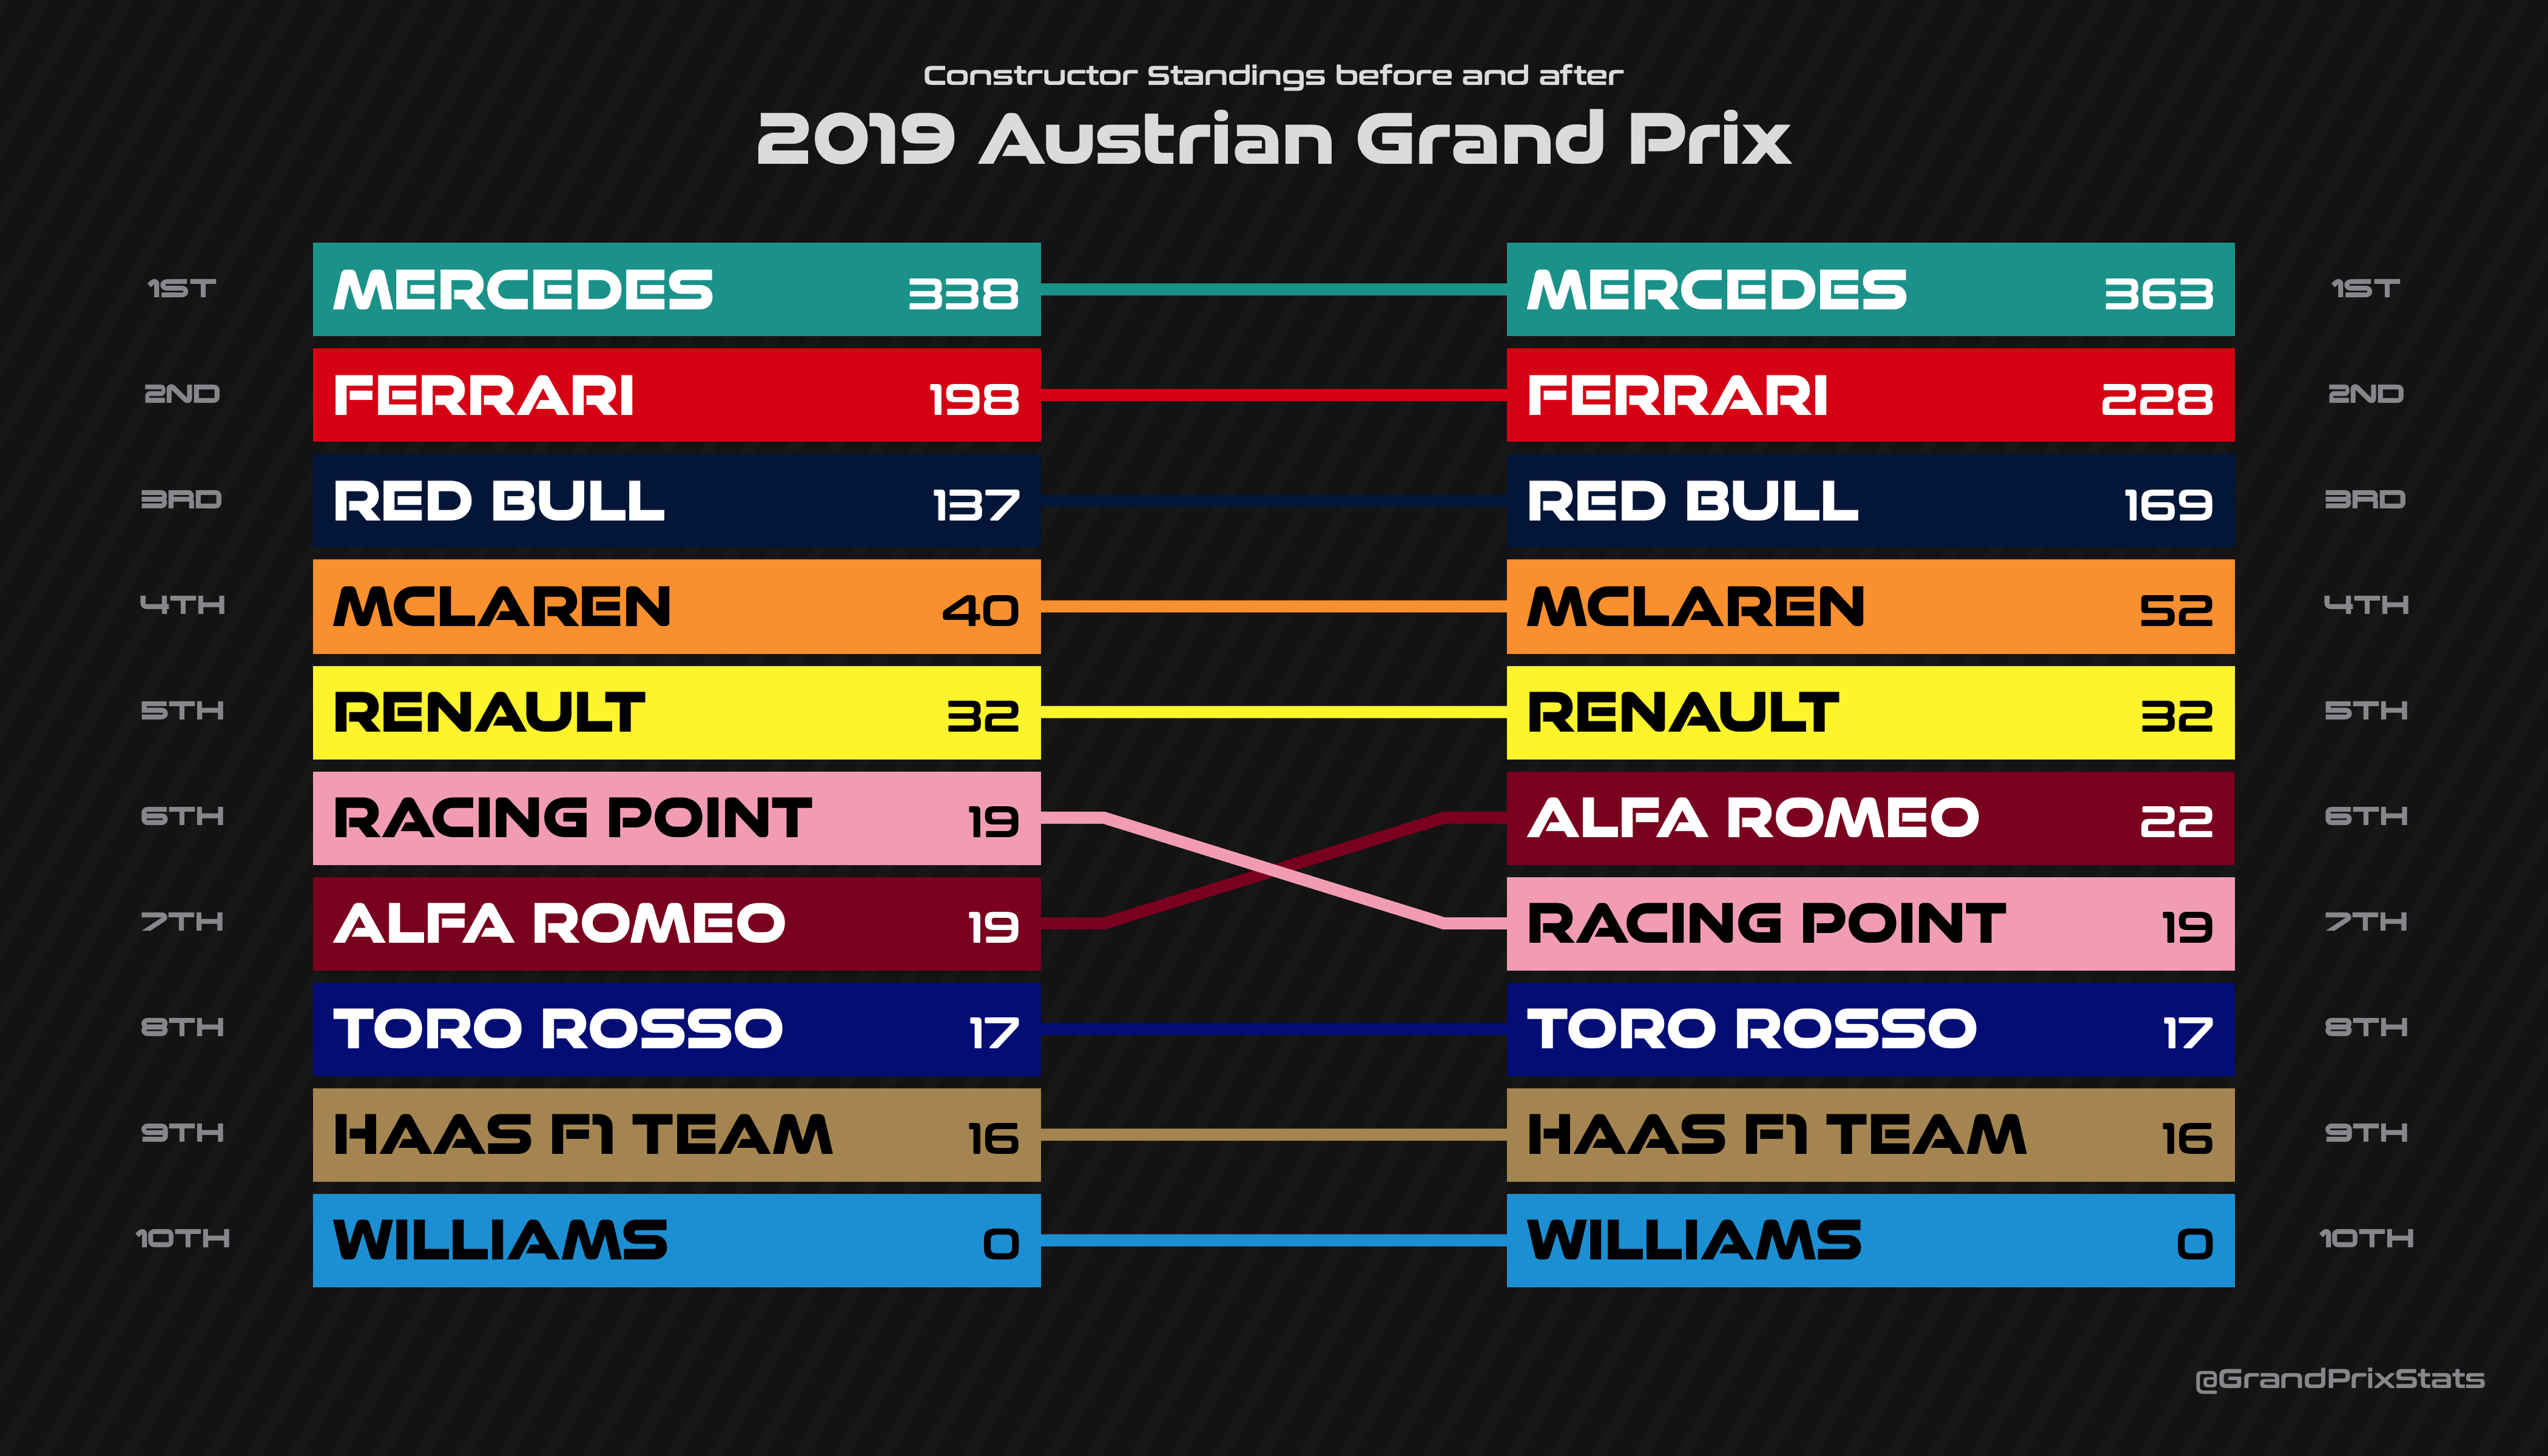 Constructor Standings before and after
2019 Austrian Grand Prix
1ST MERCEDES 338 MERCEDES 363 1ST
2ND FERRARI 198 FERRARI 228 2ND
3RD RED BULL 137 RED BULL 169 3RD
4TH MCLAREN 40 MCLAREN 52 4TH
5TH RENAULT 32 RENAULT 32 5TH
6TH RACING POINT 19 ALFA ROMEO 22 6TH
7TH ALFA ROMEO 19 RACING POINT 19 7TH
8TH TORO ROSSO 17 TORO ROSSO 17 8TH
9TH HAAS F1 TEAM 16 HAAS F1 TEAM 16 9TH
10TH WILLIAMS 0 WILLIAMS 0 10TH
@GrandPrixStats